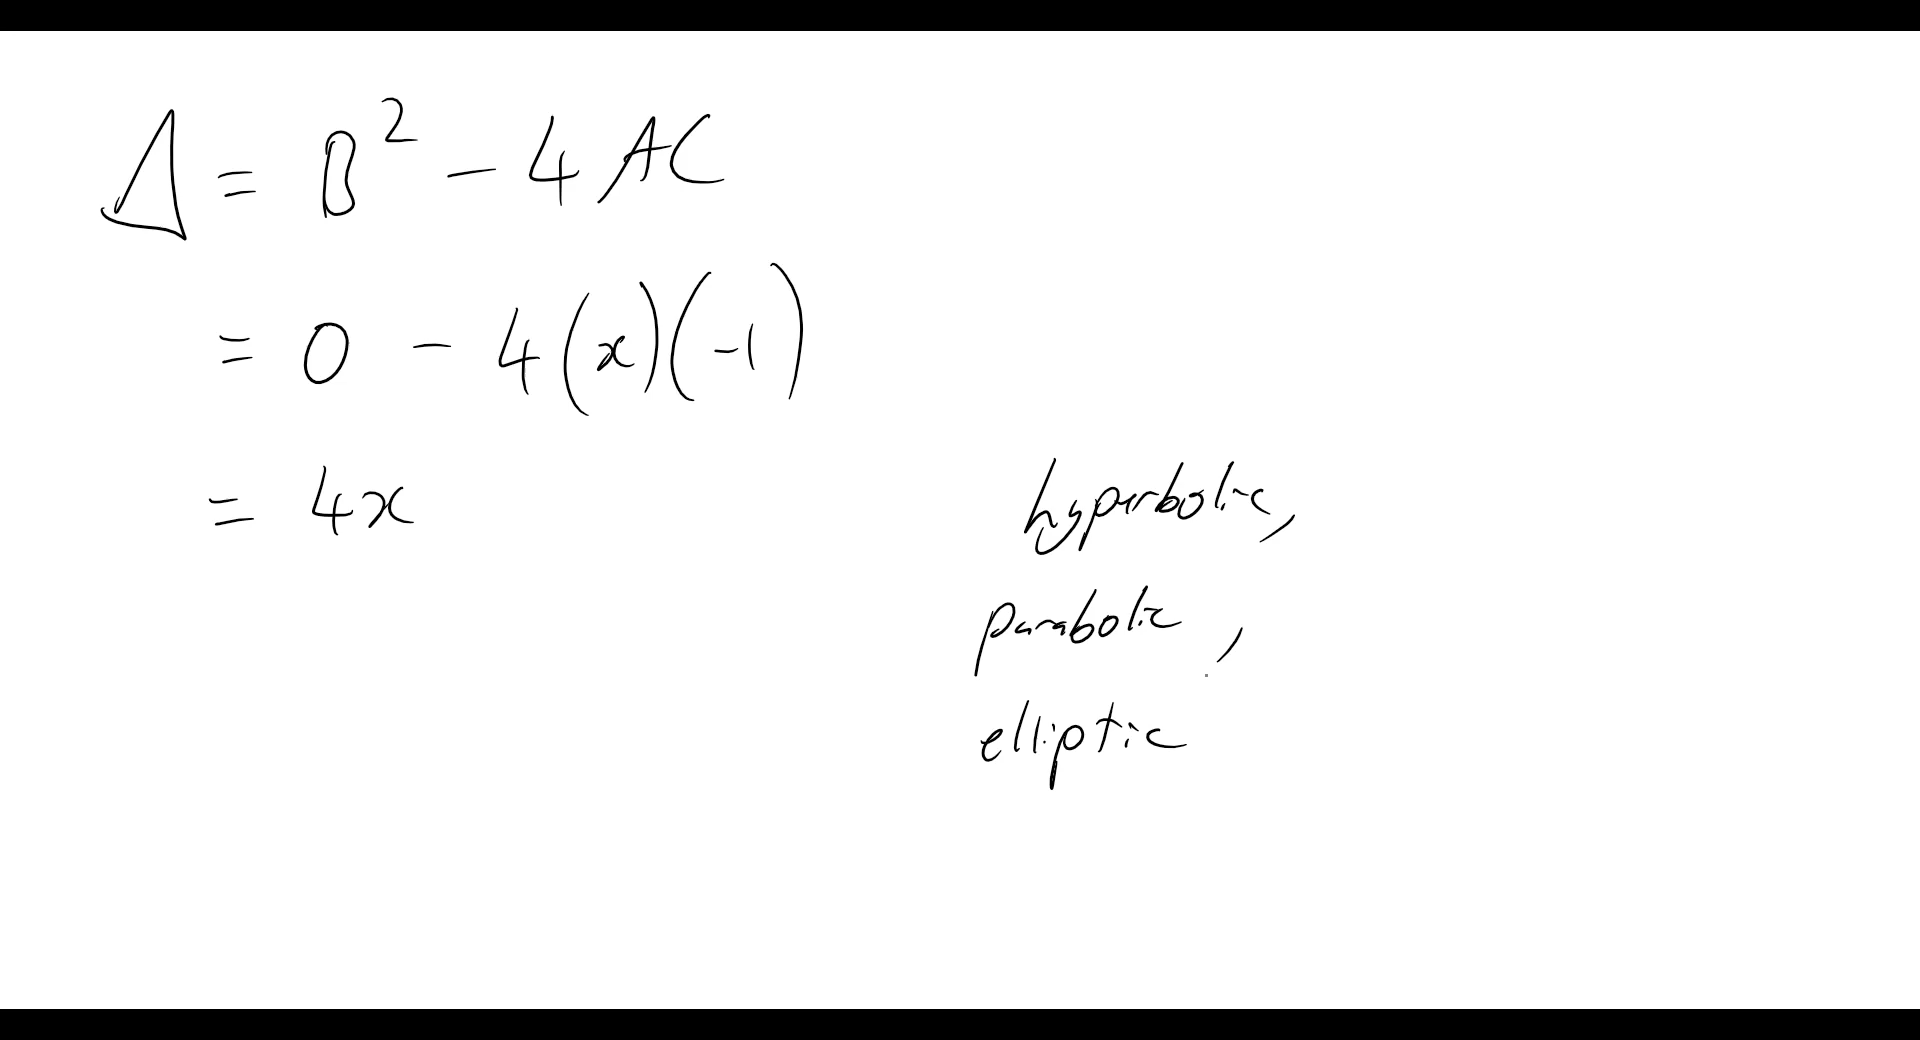 Δ = B² − 4AC
= 0 − 4(x)(−1)
= 4x
hyperbolic,
parabolic,
elliptic